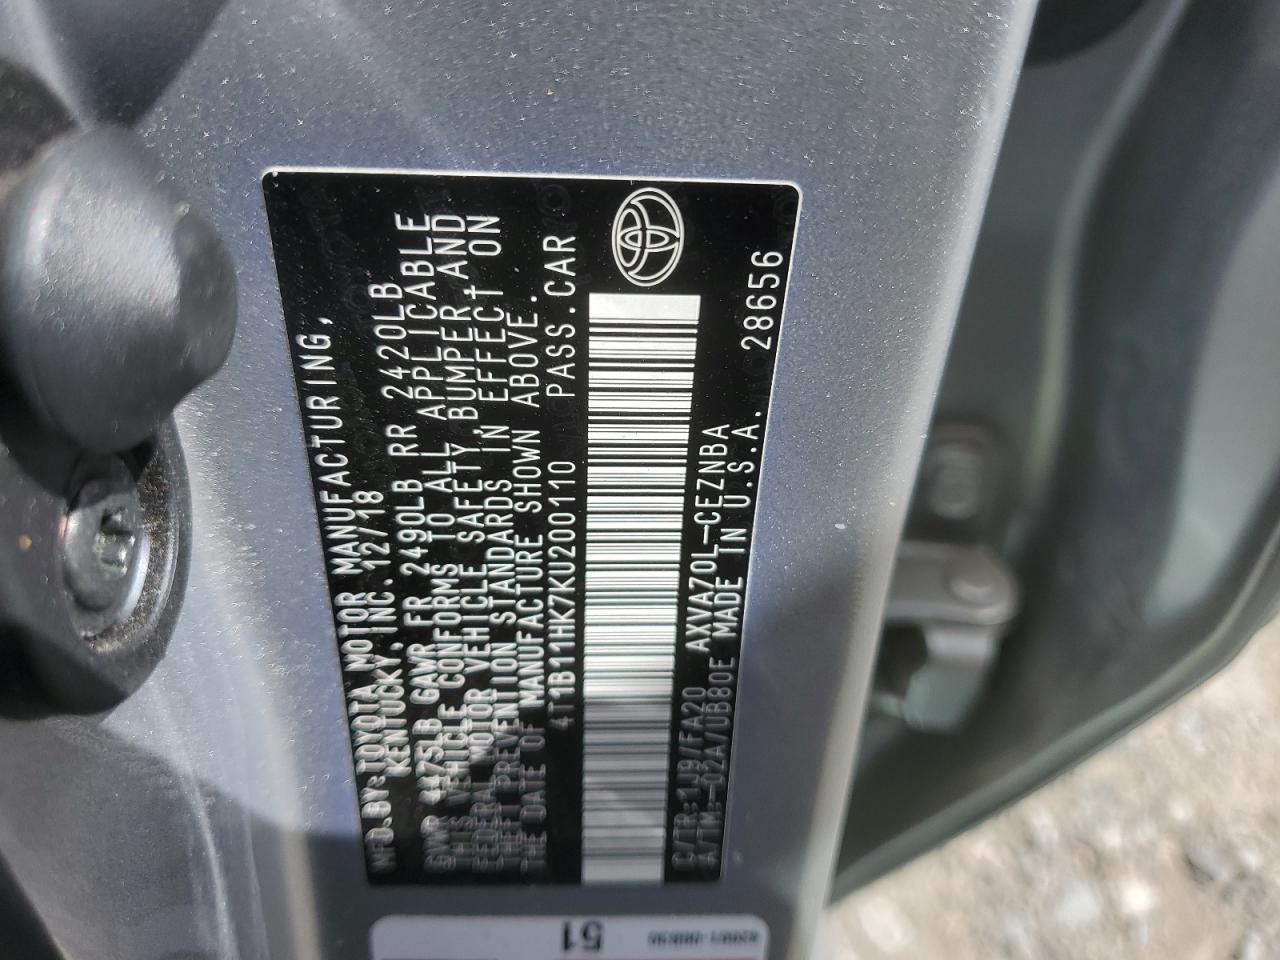 MFD.BY:TOYOTA MOTOR MANUFACTURING,
KENTUCKY, INC. 12/18
GVWR 4475LB GAWR FR 2490LB RR 2420LB
THIS VEHICLE CONFORMS TO ALL APPLICABLE
FEDERAL MOTOR VEHICLE SAFETY,BUMPER,AND
THEFT PREVENTION STANDARDS IN EFFECT ON
THE DATE OF MANUFACTURE SHOWN ABOVE.
4T1B11HK7KU200110 PASS.CAR
C/TR:1J9/FA20 AXVA70L-CEZNBA
A/TM:-02A/UB80E MADE IN U.S.A. 28656
51